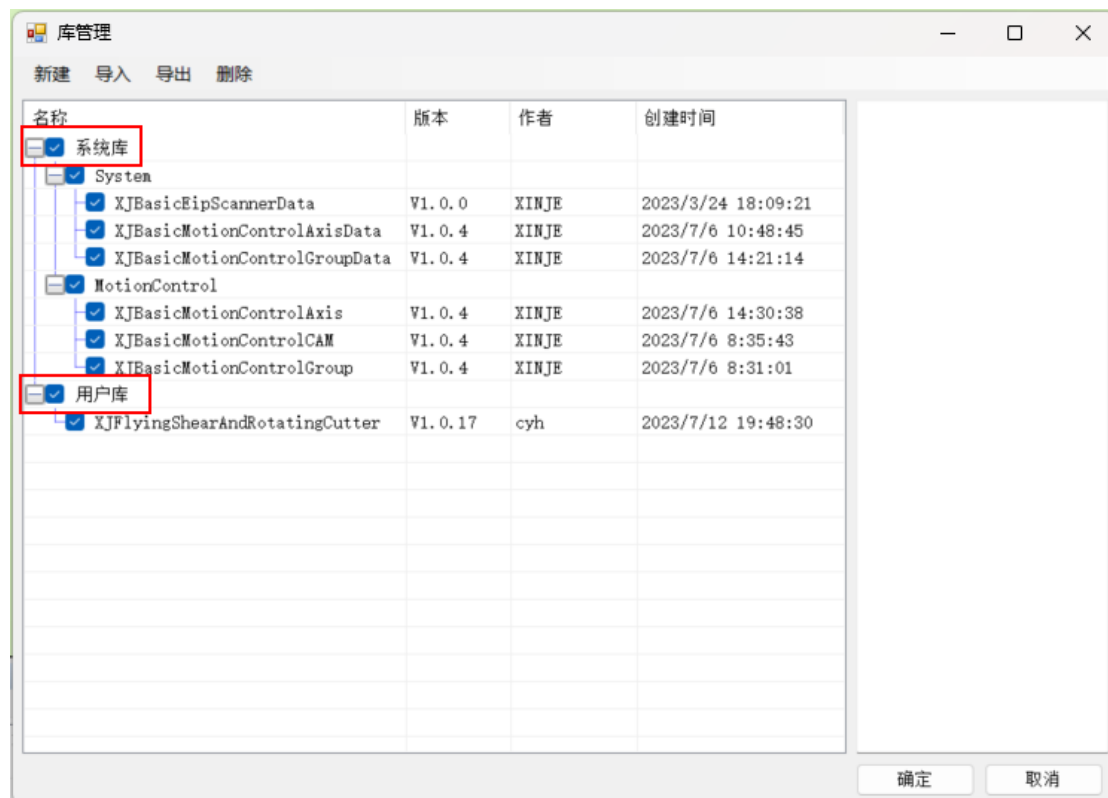 库管理
新建 导入 导出 删除
名称 版本 作者 创建时间
系统库
System
XJBasicEipScannerData V1.0.0 XINJE 2023/3/24 18:09:21
XJBasicMotionControlAxisData V1.0.4 XINJE 2023/7/6 10:48:45
XJBasicMotionControlGroupData V1.0.4 XINJE 2023/7/6 14:21:14
MotionControl
XJBasicMotionControlAxis V1.0.4 XINJE 2023/7/6 14:30:38
XJBasicMotionControlCAM V1.0.4 XINJE 2023/7/6 8:35:43
XJBasicMotionControlGroup V1.0.4 XINJE 2023/7/6 8:31:01
用户库
XJFlyingShearAndRotatingCutter V1.0.17 cyh 2023/7/12 19:48:30
确定 取消